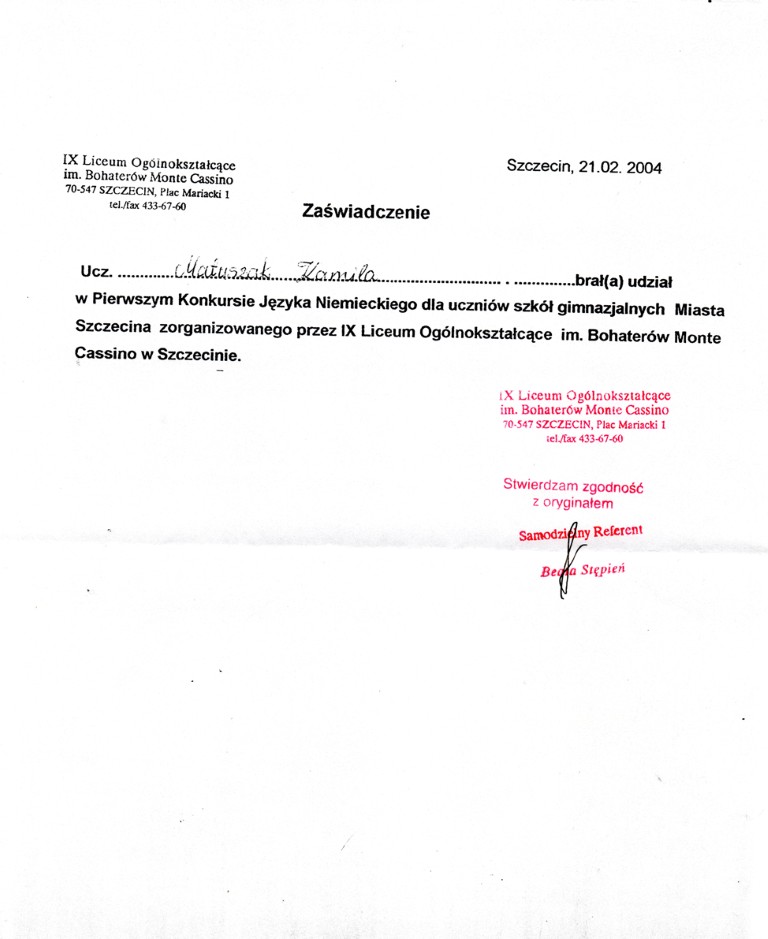 IX Liceum Ogólnokształcące
im. Bohaterów Monte Cassino
70-547 SZCZECIN, Plac Mariacki 1
tel./fax 433-67-60
Szczecin, 21.02. 2004
Zaświadczenie
Ucz. .............Matuszak.....Kamila............................... . ..............brał(a) udział
w Pierwszym Konkursie Języka Niemieckiego dla uczniów szkół gimnazjalnych Miasta
Szczecina zorganizowanego przez IX Liceum Ogólnokształcące im. Bohaterów Monte
Cassino w Szczecinie.
IX Liceum Ogólnokształcące
im. Bohaterów Monte Cassino
70-547 SZCZECIN, Plac Mariacki 1
tel./fax 433-67-60
Stwierdzam zgodność
z oryginałem
Samodzielny Referent
Beata Stępień